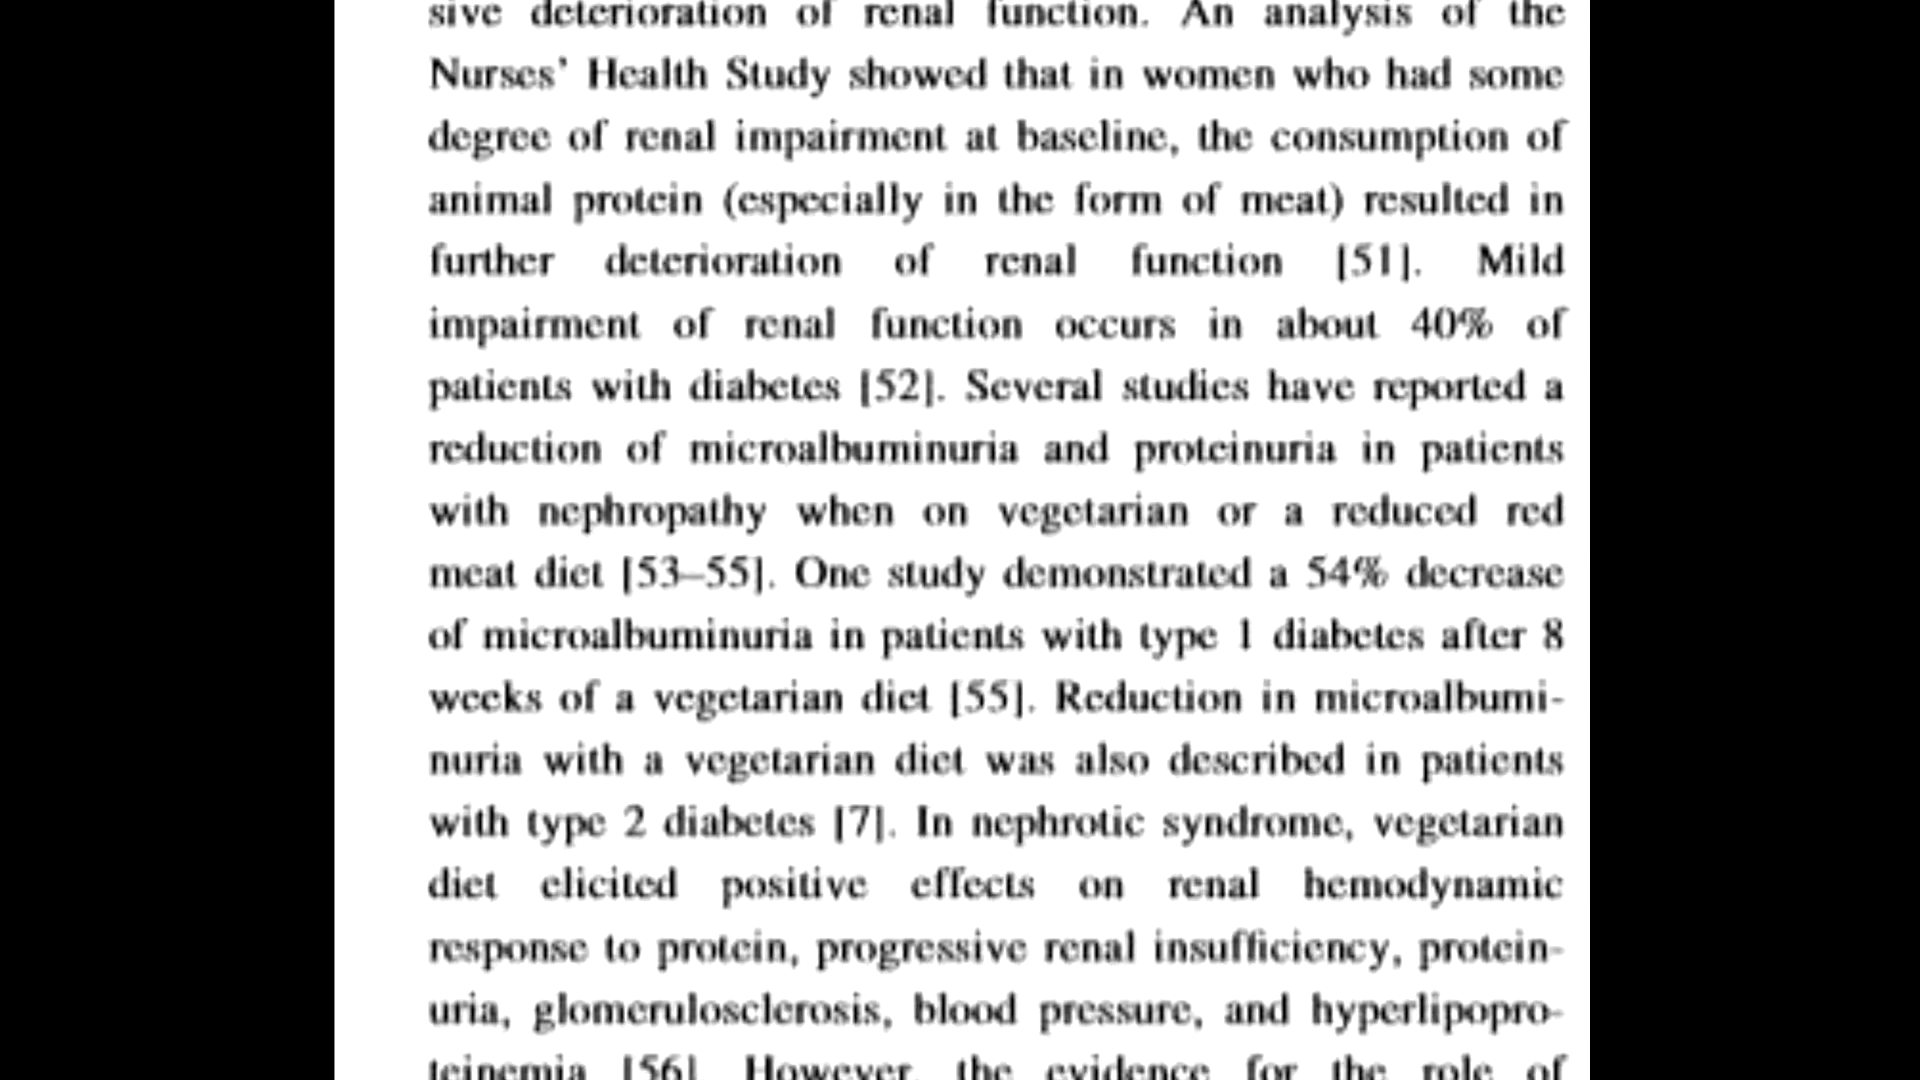 sive deterioration of renal function. An analysis of the
Nurses' Health Study showed that in women who had some
degree of renal impairment at baseline, the consumption of
animal protein (especially in the form of meat) resulted in
further deterioration of renal function [51]. Mild
impairment of renal function occurs in about 40% of
patients with diabetes [52]. Several studies have reported a
reduction of microalbuminuria and proteinuria in patients
with nephropathy when on vegetarian or a reduced red
meat diet [53–55]. One study demonstrated a 54% decrease
of microalbuminuria in patients with type 1 diabetes after 8
weeks of a vegetarian diet [55]. Reduction in microalbumi-
nuria with a vegetarian diet was also described in patients
with type 2 diabetes [7]. In nephrotic syndrome, vegetarian
diet elicited positive effects on renal hemodynamic
response to protein, progressive renal insufficiency, protein-
uria, glomerulosclerosis, blood pressure, and hyperlipopro-
teinemia [56]. However, the evidence for the role of